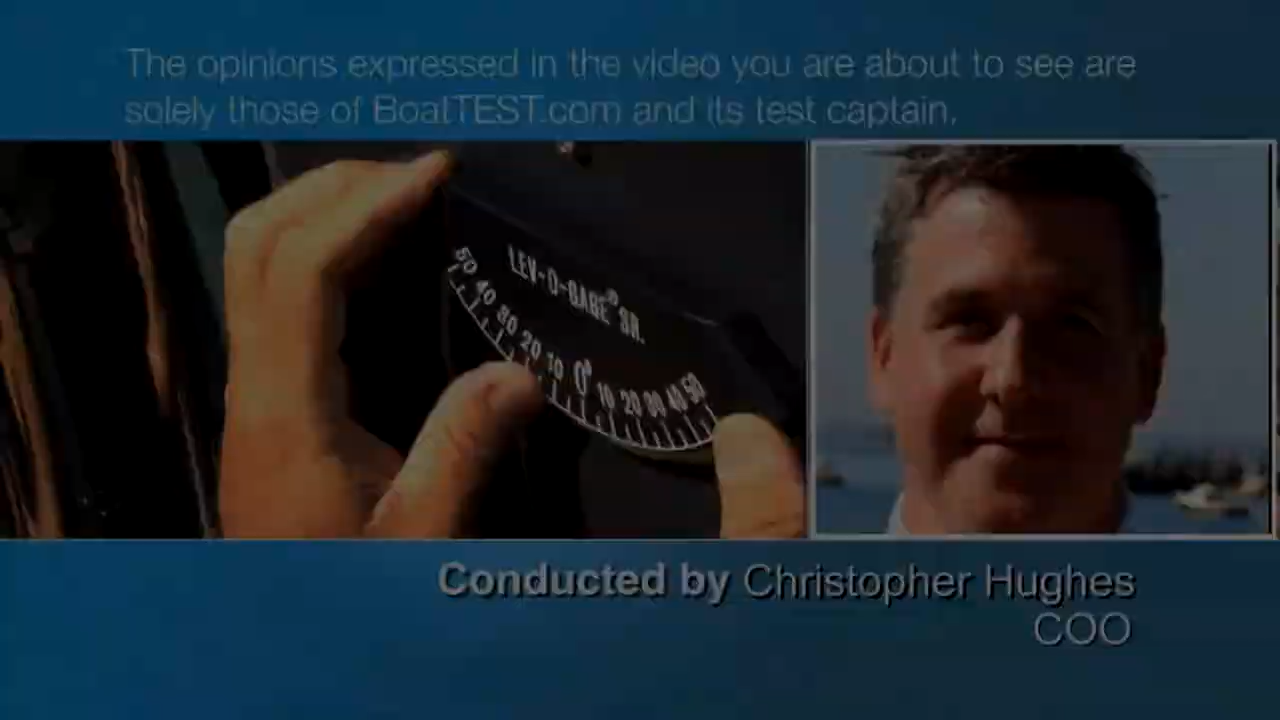 The opinions expressed in the video you are about to see are
solely those of BoatTEST.com and its test captain.
LEV-O-GAGE® SR.
50 40 30 20 10 0° 10 20 30 40 50
Conducted by Christopher Hughes
COO